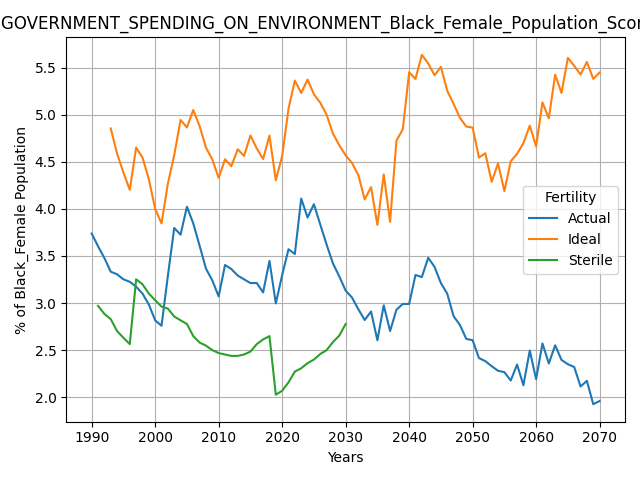 GOVERNMENT_SPENDING_ON_ENVIRONMENT_Black_Female_Population_Scor
% of Black_Female Population
5.5
5.0
4.5
4.0
3.5
3.0
2.5
2.0
Fertility
Actual
Ideal
Sterile
1990 2000 2010 2020 2030 2040 2050 2060 2070
Years